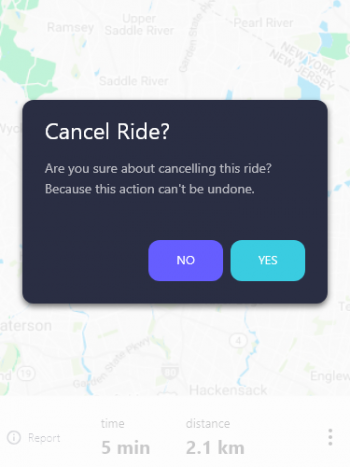 Ramsey
Upper
Saddle River
Pearl River
NEW YORK
NEW JERSEY
Saddle River
Cancel Ride?
Are you sure about cancelling this ride?
Because this action can't be undone.
NO
YES
aterson
19
4
Hackensack
Englew
Report
time
5 min
distance
2.1 km